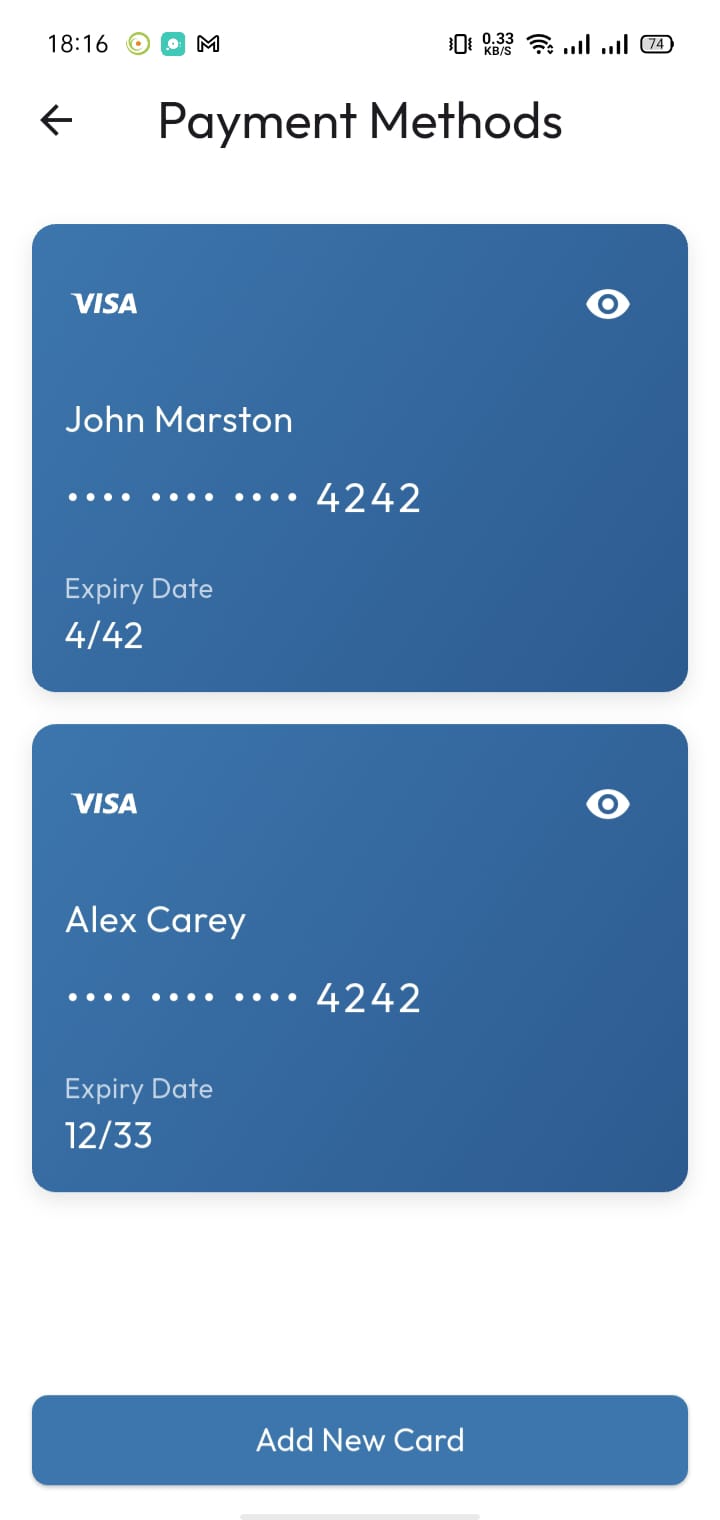 18:16
0.33
KB/S
74
Payment Methods
VISA
John Marston
•••• •••• •••• 4242
Expiry Date
4/42
VISA
Alex Carey
•••• •••• •••• 4242
Expiry Date
12/33
Add New Card